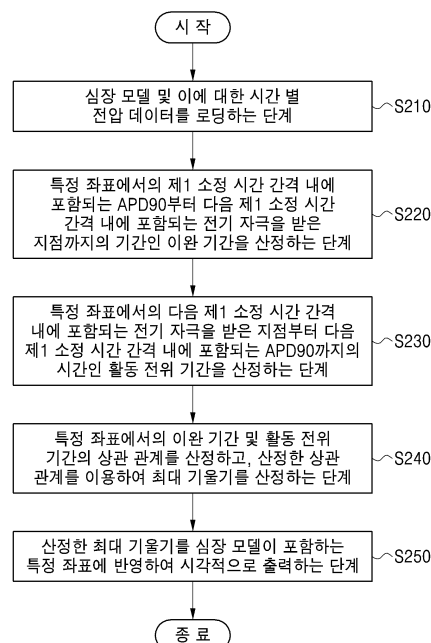 시 작
심장 모델 및 이에 대한 시간 별
전압 데이터를 로딩하는 단계
S210
특정 좌표에서의 제1 소정 시간 간격 내에
포함되는 APD90부터 다음 제1 소정 시간
간격 내에 포함되는 전기 자극을 받은
지점까지의 기간인 이완 기간을 산정하는 단계
S220
특정 좌표에서의 다음 제1 소정 시간 간격
내에 포함되는 전기 자극을 받은 지점부터 다음
제1 소정 시간 간격 내에 포함되는 APD90까지의
시간인 활동 전위 기간을 산정하는 단계
S230
특정 좌표에서의 이완 기간 및 활동 전위
기간의 상관 관계를 산정하고, 산정한 상관
관계를 이용하여 최대 기울기를 산정하는 단계
S240
산정한 최대 기울기를 심장 모델이 포함하는
특정 좌표에 반영하여 시각적으로 출력하는 단계
S250
종 료